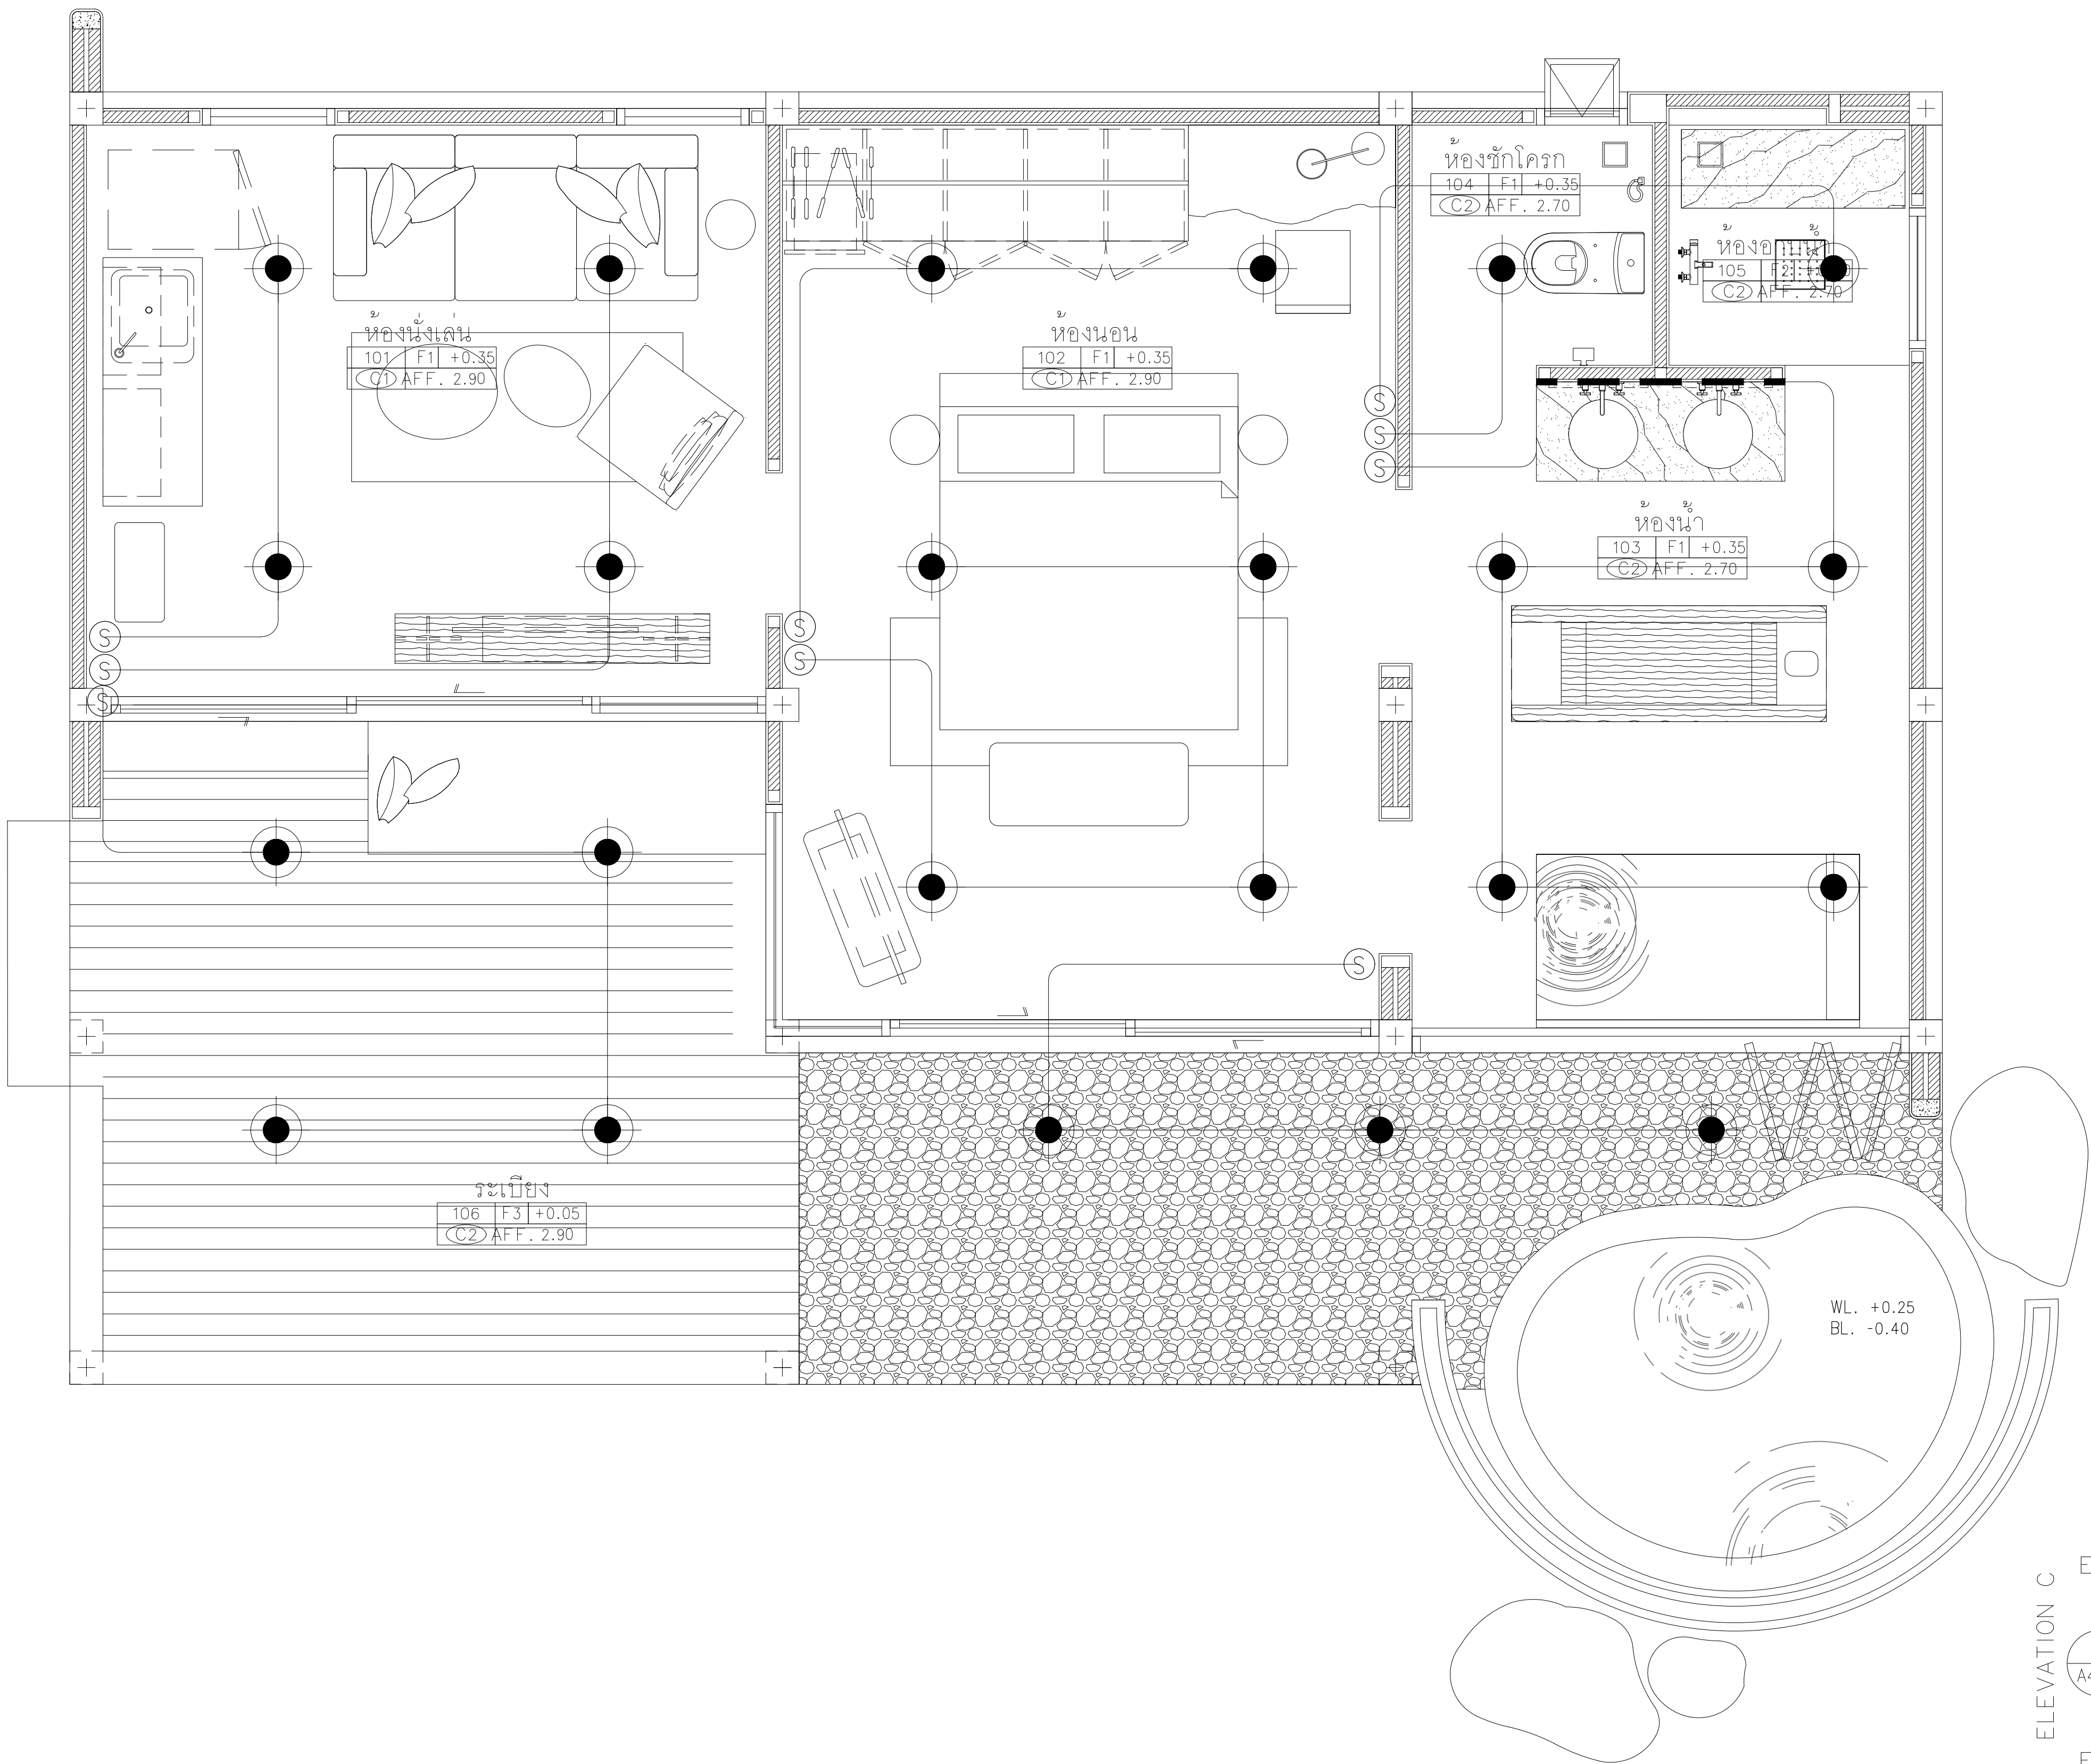 ห้องชักโครก
104 F1 +0.35
C2 AFF. 2.70
105 F2
C2 AFF. 2.70
ห้องนั่งเล่น
101 F1 +0.35
C1 AFF. 2.90
ห้องนอน
102 F1 +0.35
C1 AFF. 2.90
S
S
S
ห้องน้ำ
103 F1 +0.35
C2 AFF. 2.70
S
S
S
S
S
S
ระเบียง
106 F3 +0.05
C2 AFF. 2.90
WL. +0.25
BL. -0.40
ELEVATION C